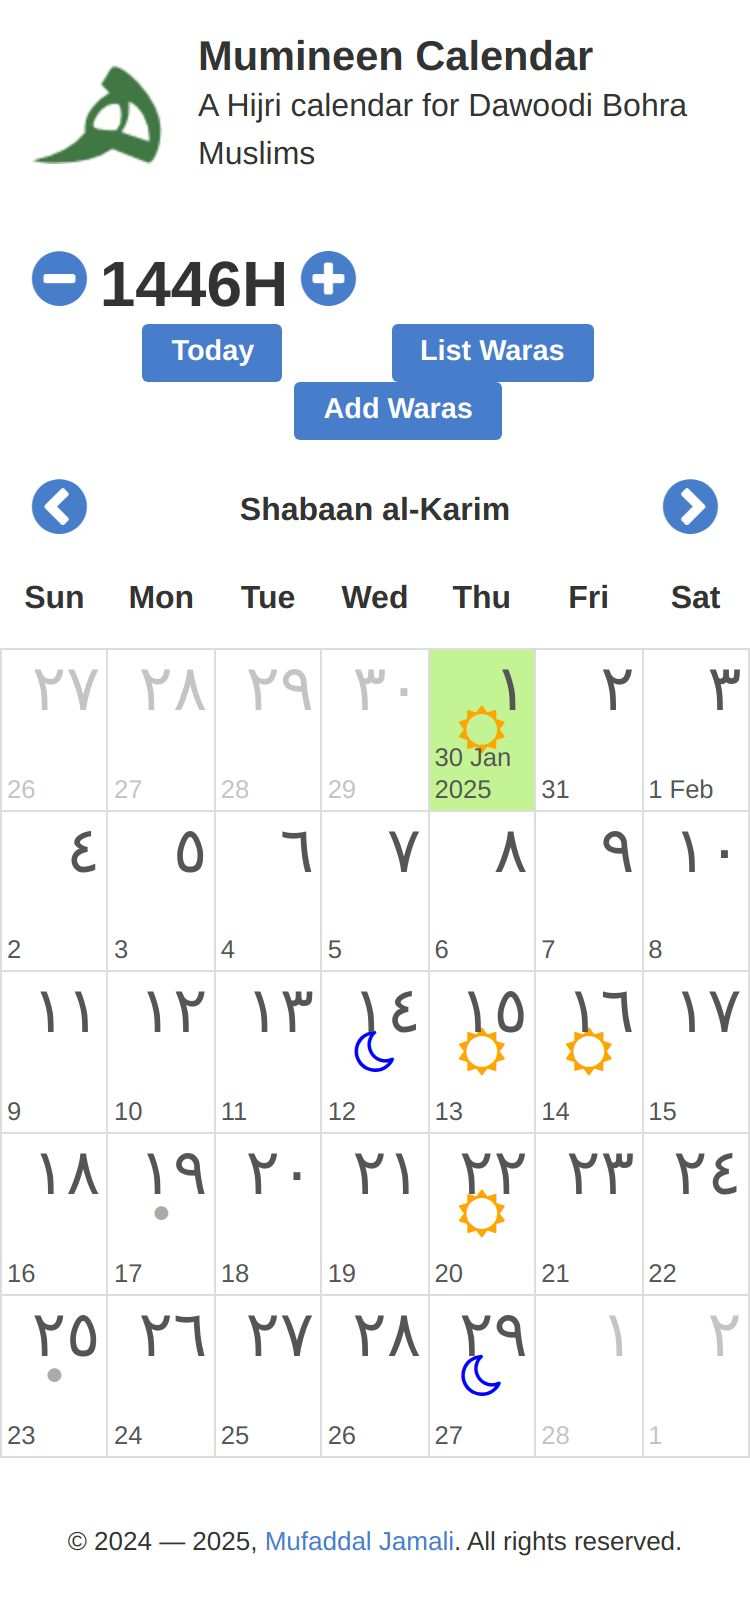 Mumineen Calendar
A Hijri calendar for Dawoodi Bohra
Muslims
1446H
Today List Waras
Add Waras
Shabaan al-Karim
Sun Mon Tue Wed Thu Fri Sat
٢٧ ٢٨ ٢٩ ٣٠ ١ ٢ ٣
26 27 28 29 30 Jan 2025 31 1 Feb
٤ ٥ ٦ ٧ ٨ ٩ ١٠
2 3 4 5 6 7 8
١١ ١٢ ١٣ ١٤ ١٥ ١٦ ١٧
9 10 11 12 13 14 15
١٨ ١٩ ٢٠ ٢١ ٢٢ ٢٣ ٢٤
16 17 18 19 20 21 22
٢٥ ٢٦ ٢٧ ٢٨ ٢٩ ١ ٢
23 24 25 26 27 28 1
© 2024 — 2025, Mufaddal Jamali. All rights reserved.